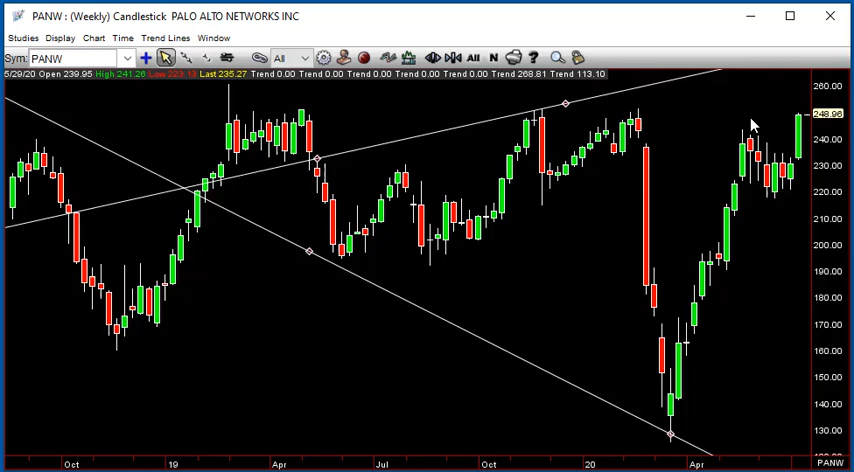 PANW : (Weekly) Candlestick PALO ALTO NETWORKS INC
Studies Display Chart Time Trend Lines Window
Sym: PANW All All N ?
5/29/20 Open 239.95 High 241.26 Low 223.13 Last 235.27 Trend 0.00 Trend 0.00 Trend 0.00 Trend 0.00 Trend 268.81 Trend 113.10
260.00
248.96
240.00
230.00
220.00
210.00
200.00
190.00
180.00
170.00
160.00
150.00
140.00
130.00
Oct 19 Apr Jul Oct 20 Apr PANW